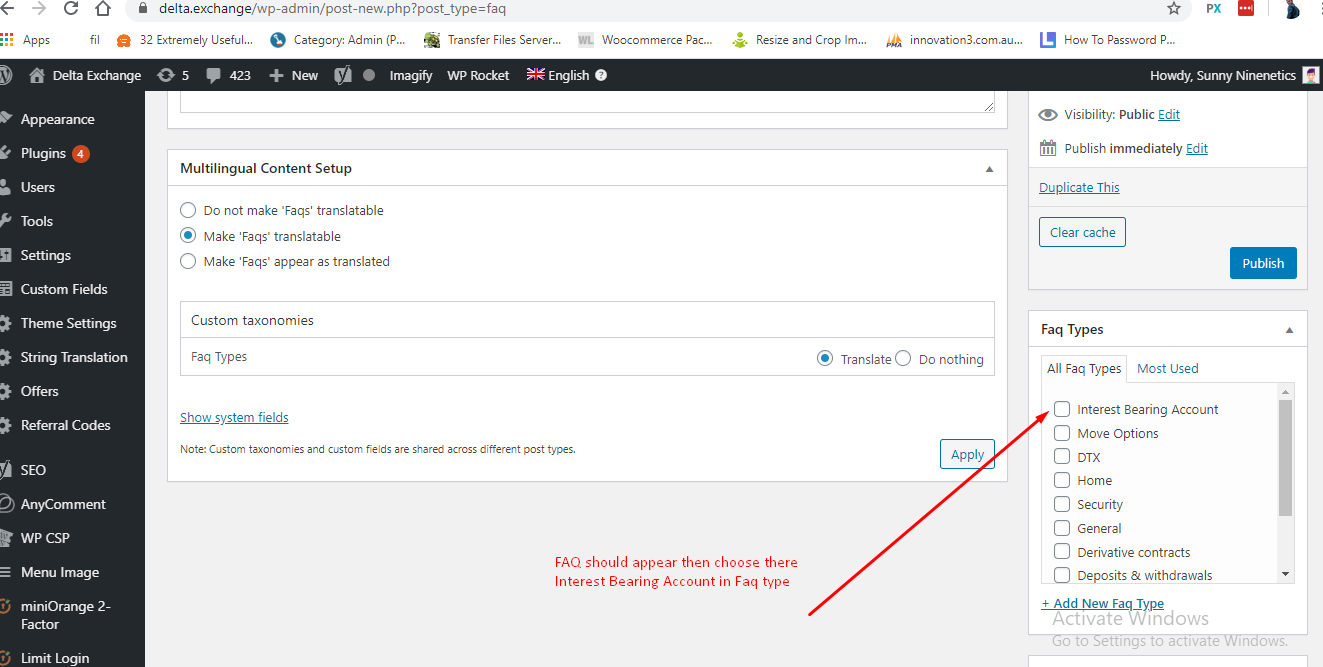 delta.exchange/wp-admin/post-new.php?post_type=faq
PX
Apps fil 32 Extremely Useful... Category: Admin (P... Transfer Files Server... WL Woocommerce Pac... Resize and Crop Im... PMA innovation3.com.au... L How To Password P...
Delta Exchange 5 423 + New Imagify WP Rocket English ? Howdy, Sunny Ninenetics
Appearance
Plugins 4
Users
Tools
Settings
Custom Fields
Theme Settings
String Translation
Offers
Referral Codes
SEO
AnyComment
WP CSP
Menu Image
miniOrange 2-
Factor
Limit Login
Multilingual Content Setup
Do not make 'Faqs' translatable
Make 'Faqs' translatable
Make 'Faqs' appear as translated
Custom taxonomies
Faq Types Translate Do nothing
Show system fields
Note: Custom taxonomies and custom fields are shared across different post types.
Apply
FAQ should appear then choose there
Interest Bearing Account in Faq type
Visibility: Public Edit
Publish immediately Edit
Duplicate This
Clear cache
Publish
Faq Types
All Faq Types Most Used
Interest Bearing Account
Move Options
DTX
Home
Security
General
Derivative contracts
Deposits & withdrawals
+ Add New Faq Type
Activate Windows
Go to Settings to activate Windows.